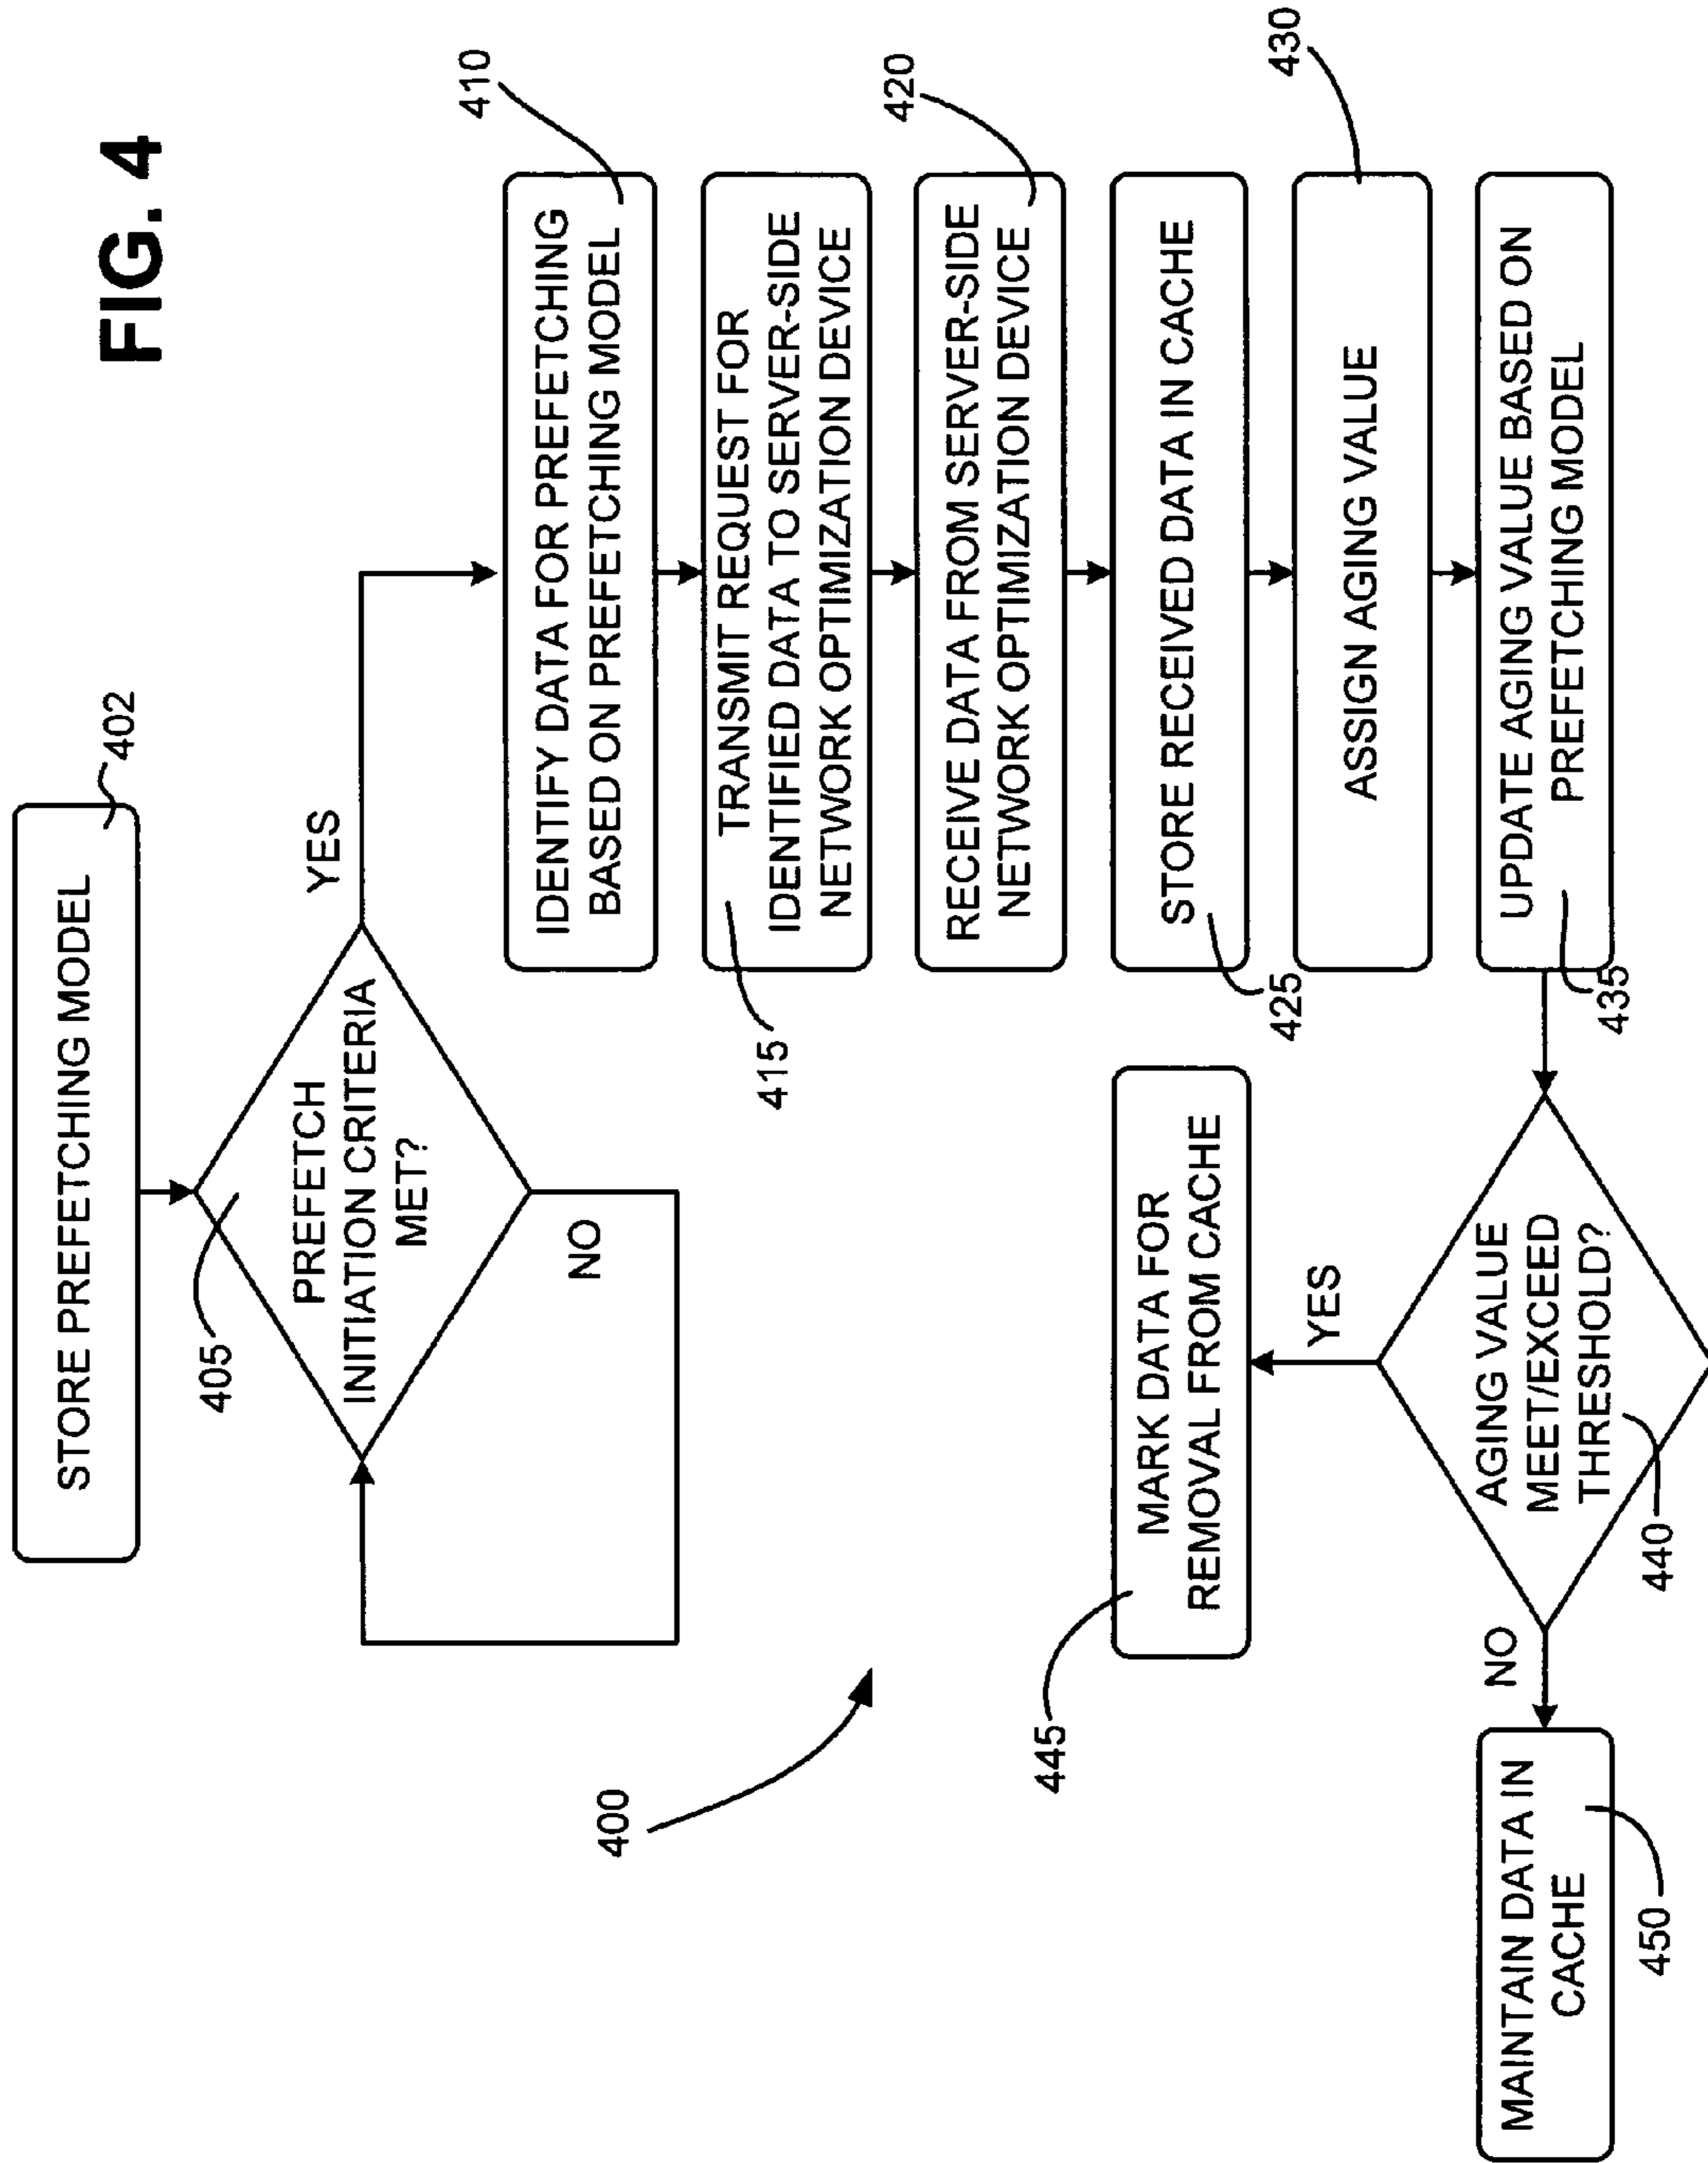 FIG. 4
STORE PREFETCHING MODEL
402
PREFETCH
INITIATION CRITERIA
MET?
405
YES
NO
IDENTIFY DATA FOR PREFETCHING
BASED ON PREFETCHING MODEL
410
TRANSMIT REQUEST FOR
IDENTIFIED DATA TO SERVER-SIDE
NETWORK OPTIMIZATION DEVICE
415
RECEIVE DATA FROM SERVER-SIDE
NETWORK OPTIMIZATION DEVICE
420
STORE RECEIVED DATA IN CACHE
425
ASSIGN AGING VALUE
430
UPDATE AGING VALUE BASED ON
PREFETCHING MODEL
435
AGING VALUE
MEET/EXCEED
THRESHOLD?
440
YES
MARK DATA FOR
REMOVAL FROM CACHE
445
NO
MAINTAIN DATA IN
CACHE
450
400